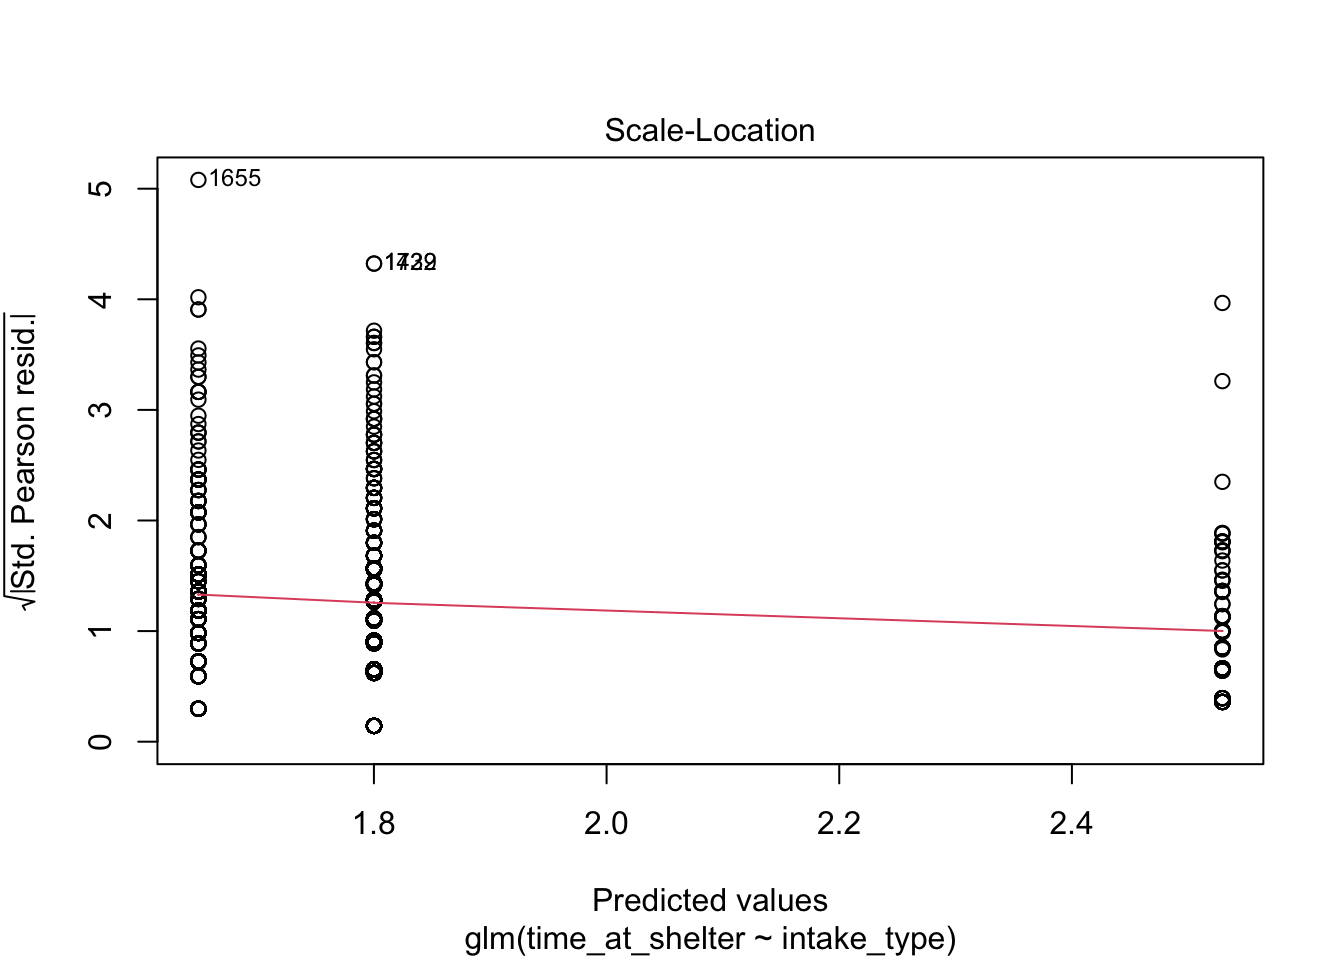 Scale-Location
√|Std. Pearson resid.|
5
4
3
2
1
0
1655
1.8
2.0
2.2
2.4
Predicted values
glm(time_at_shelter ~ intake_type)